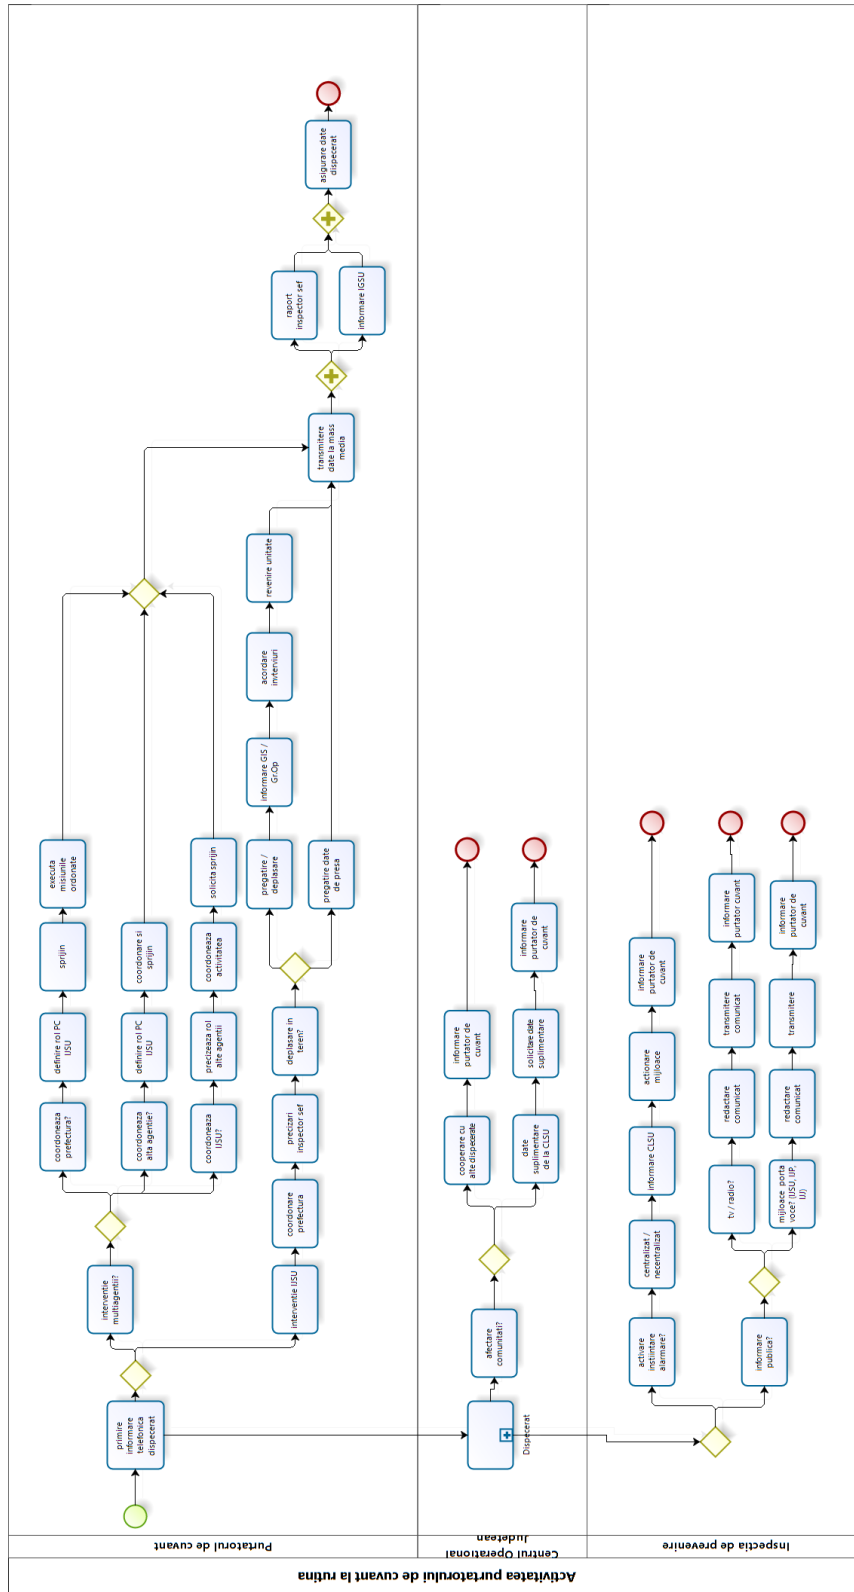 asigurare date
dispecerat
raport
inspector sef
informare IGSU
transmitere
date la mass
media
revenire unitate
acordare
invterviuri
informare GIS /
Gr.Op
executa
misiunile
ordonate
solicita sprijin
pregatire /
deplasare
pregatire date
de presa
sprijin
coordonare si
sprijin
coordoneaza
activitatea
definire rol PC
IJSU
definire rol PC
IJSU
precizeaza rol
alte agentii
deplasare in
teren?
coordoneaza
prefectura?
coordoneaza
alta agentie?
coordoneaza
IJSU?
precizari
inspector sef
coordonare
prefectura
interventie
multiagentii?
interventie IJSU
primire
informare
telefonica
dispecerat
informare
purtator de
cuvant
informare
purtator de
cuvant
solicitare date
suplimentare
cooperare cu
alte dispecerate
date
suplimentare
de la CLSU
afectare
comunitati?
Dispecerat
informare
purtator de
cuvant
informare
purtator cuvant
informare
purtator de
cuvant
actionare
mijloace
transmitere
comunicat
transmitere
informare CLSU
redactare
comunicat
redactare
comunicat
centralizat /
necentralizat
tv / radio?
mijloace porta
voce? (IJSU, IJP,
IJJ)
activare
instiintare
alarmare?
informare
publica?
Purtatorul de cuvant
Centrul Operational
Judetean
Inspectia de prevenire
Activitatea purtatorului de cuvant la rutina